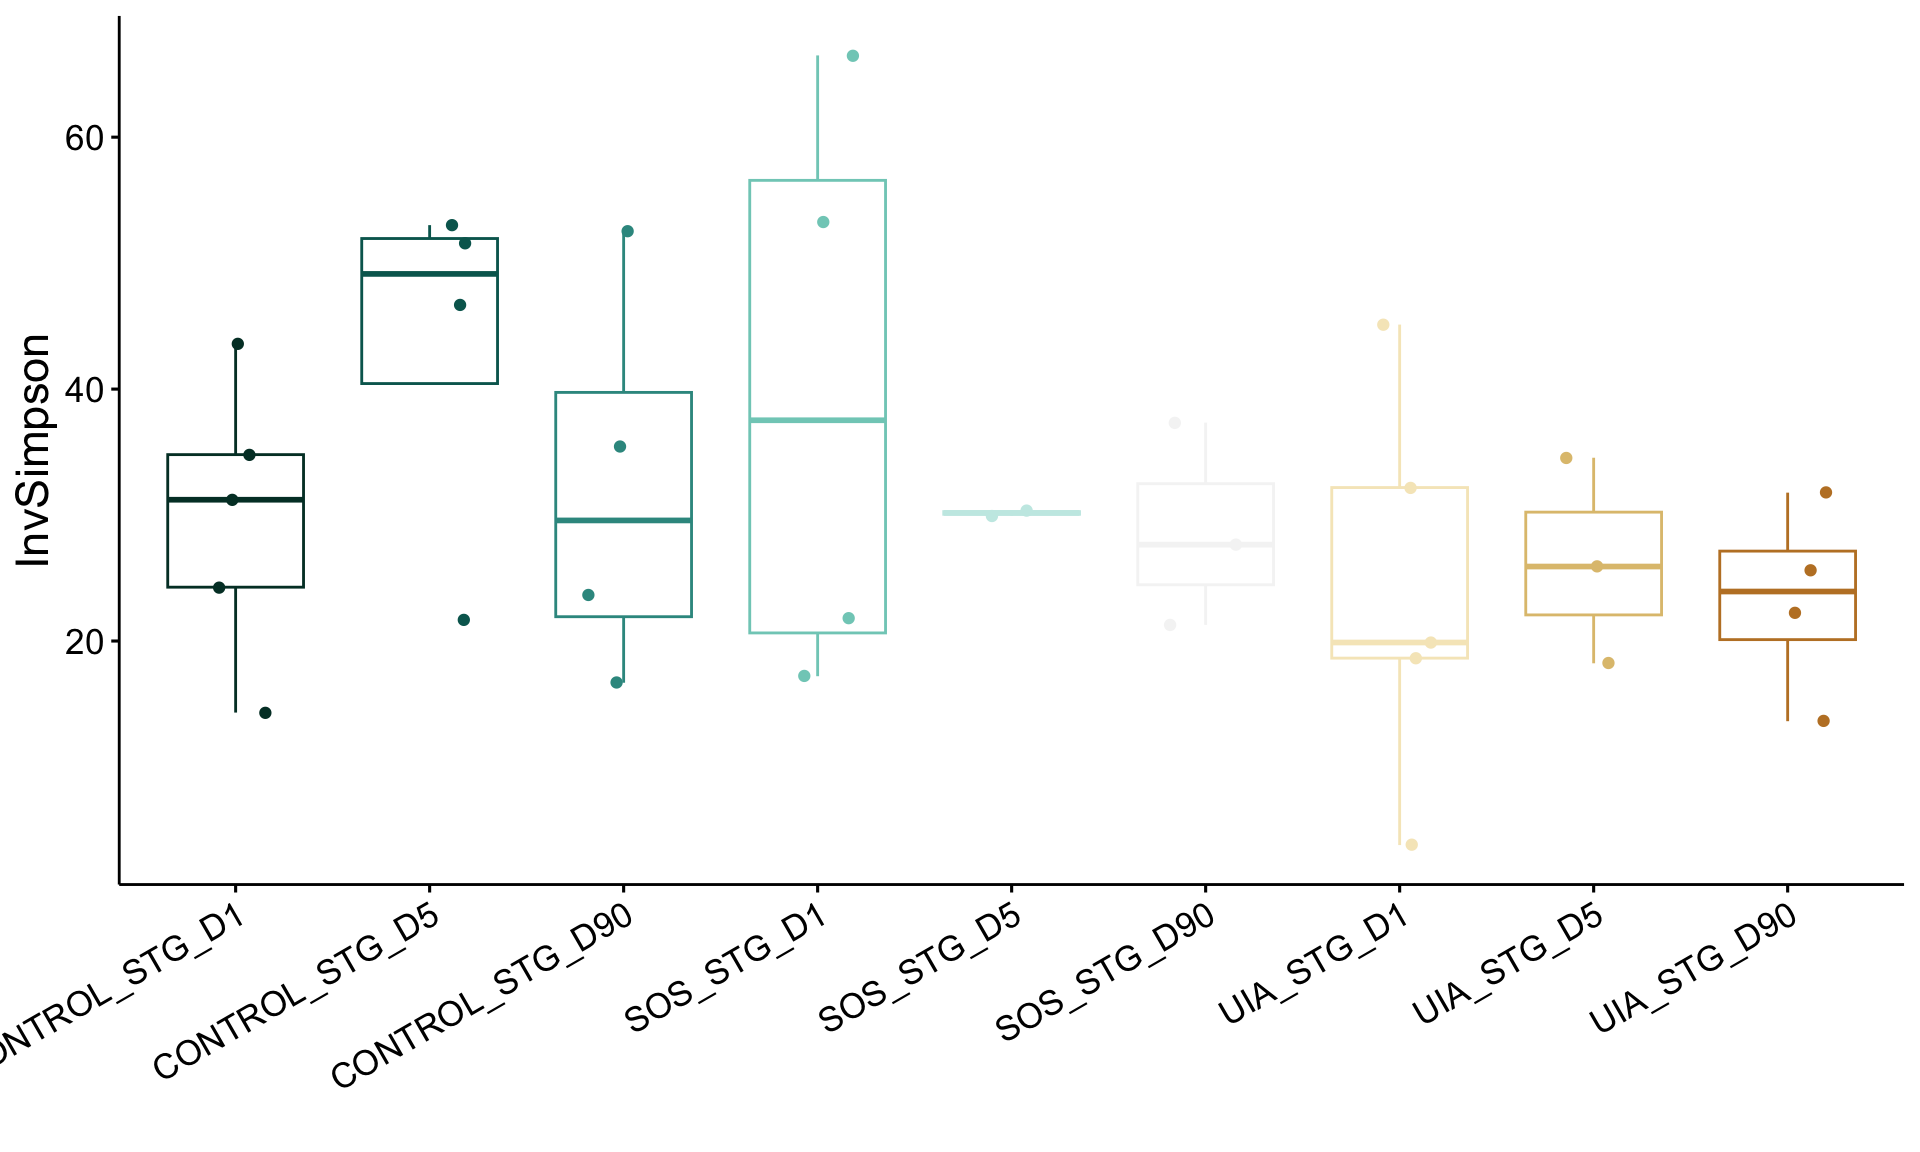 InvSimpson
60
40
20
ONTROL_STG_D1
CONTROL_STG_D5
CONTROL_STG_D90
SOS_STG_D1
SOS_STG_D5
SOS_STG_D90
UIA_STG_D1
UIA_STG_D5
UIA_STG_D90